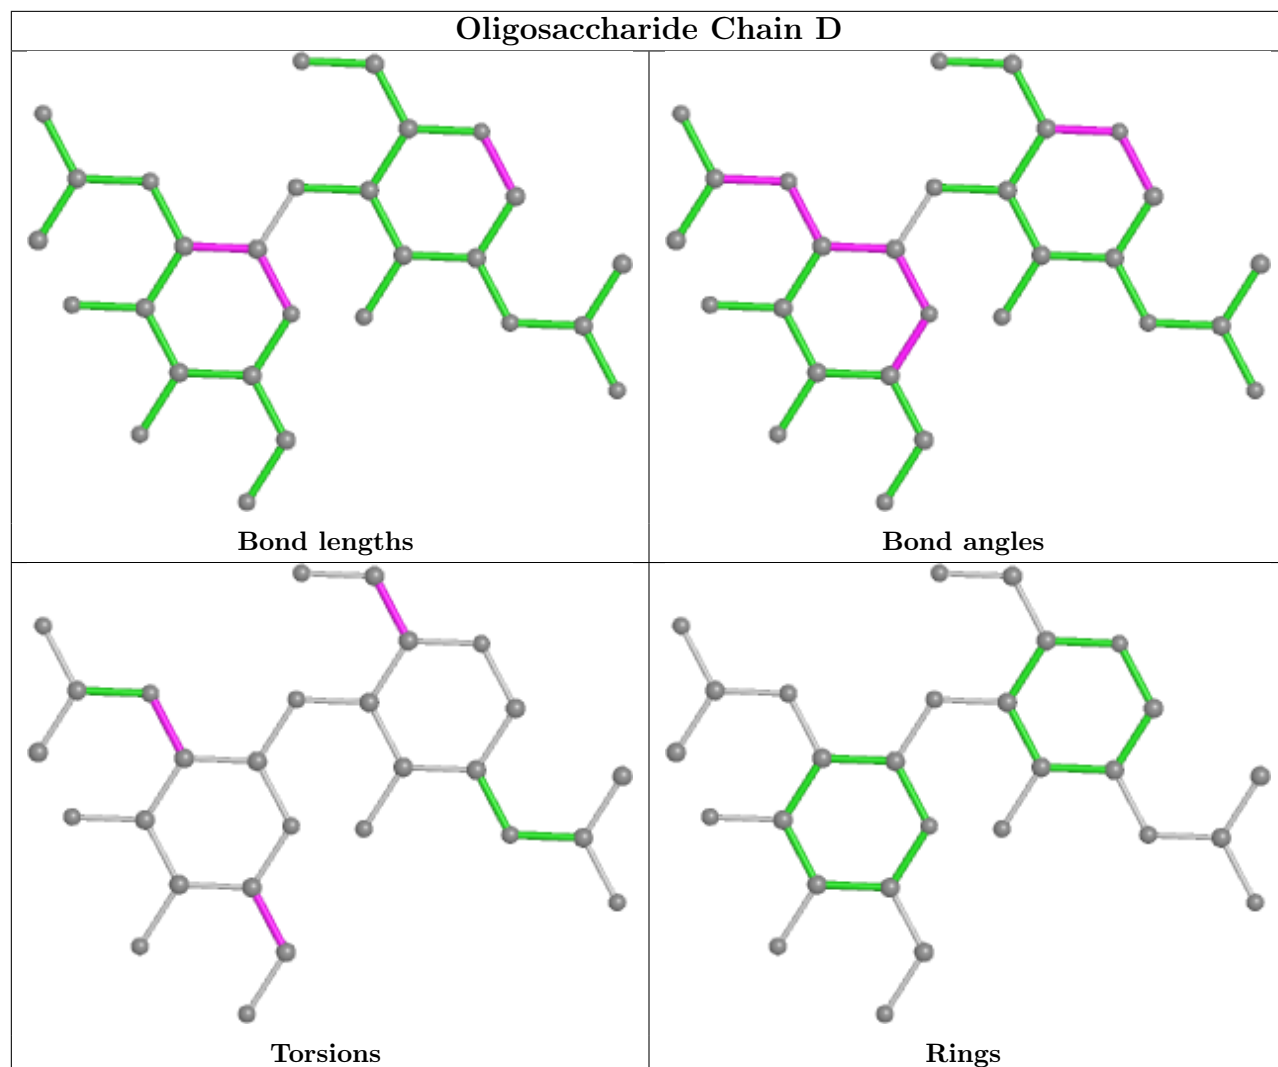 Oligosaccharide Chain D
Bond lengths
Bond angles
Torsions
Rings